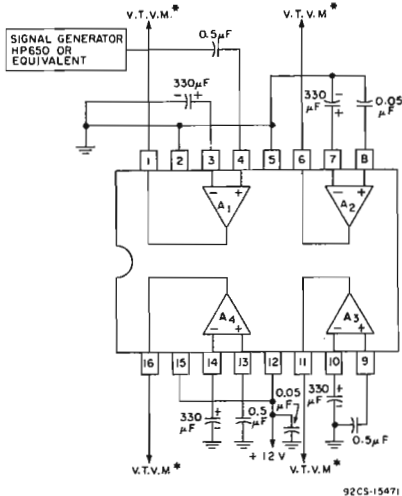 V.T.V.M.* V.T.V.M.*
SIGNAL GENERATOR
HP650 OR
EQUIVALENT
0.5μF
330μF
- +
330
μF
-
+
0.05
μF
1 2 3 4 5 6 7 8
- + - +
A1 A2
A4 A3
- + - +
16 15 14 13 12 11 10 9
330
μF
+
-
0.5
μF
0.05
μF
330
μF
+
-
0.5μF
+12V
V.T.V.M.* V.T.V.M.*
92CS-15471